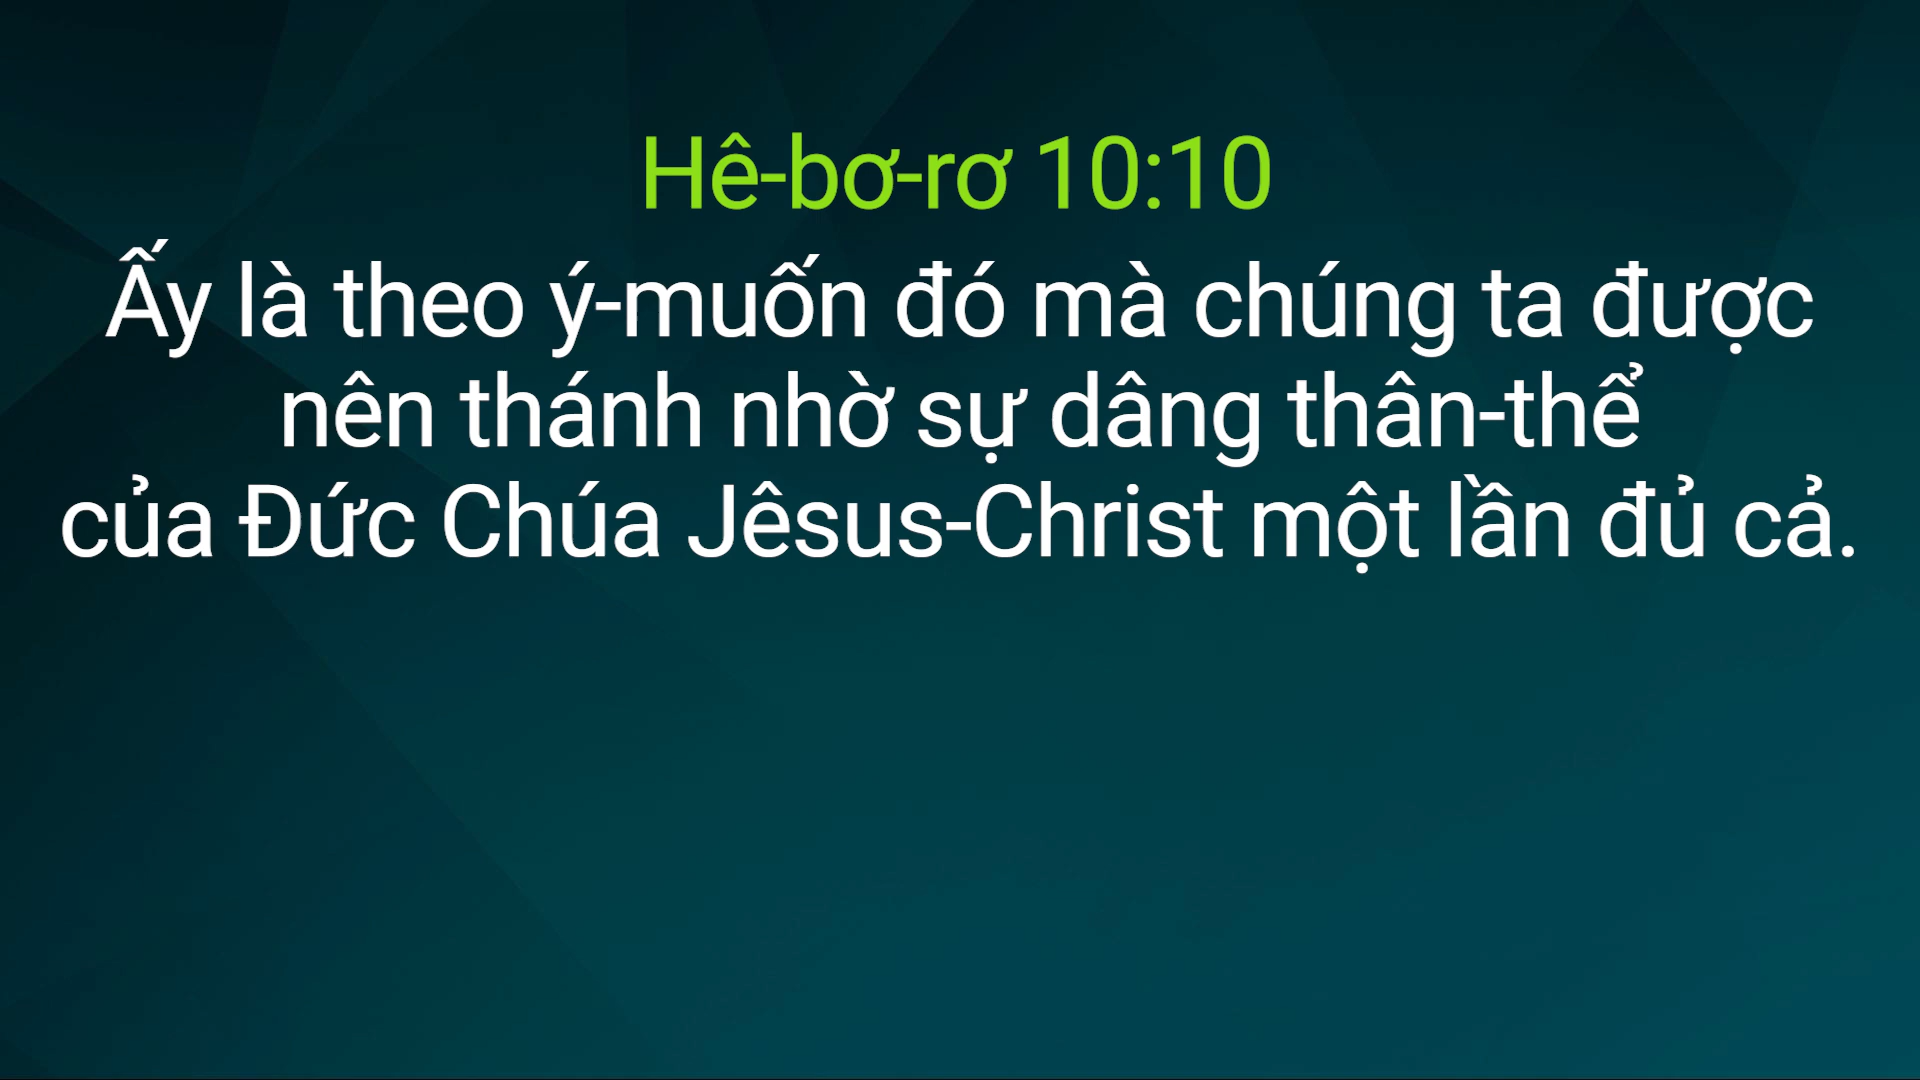 Hê-bơ-rơ 10:10
Ấy là theo ý-muốn đó mà chúng ta được
nên thánh nhờ sự dâng thân-thể
của Đức Chúa Jêsus-Christ một lần đủ cả.